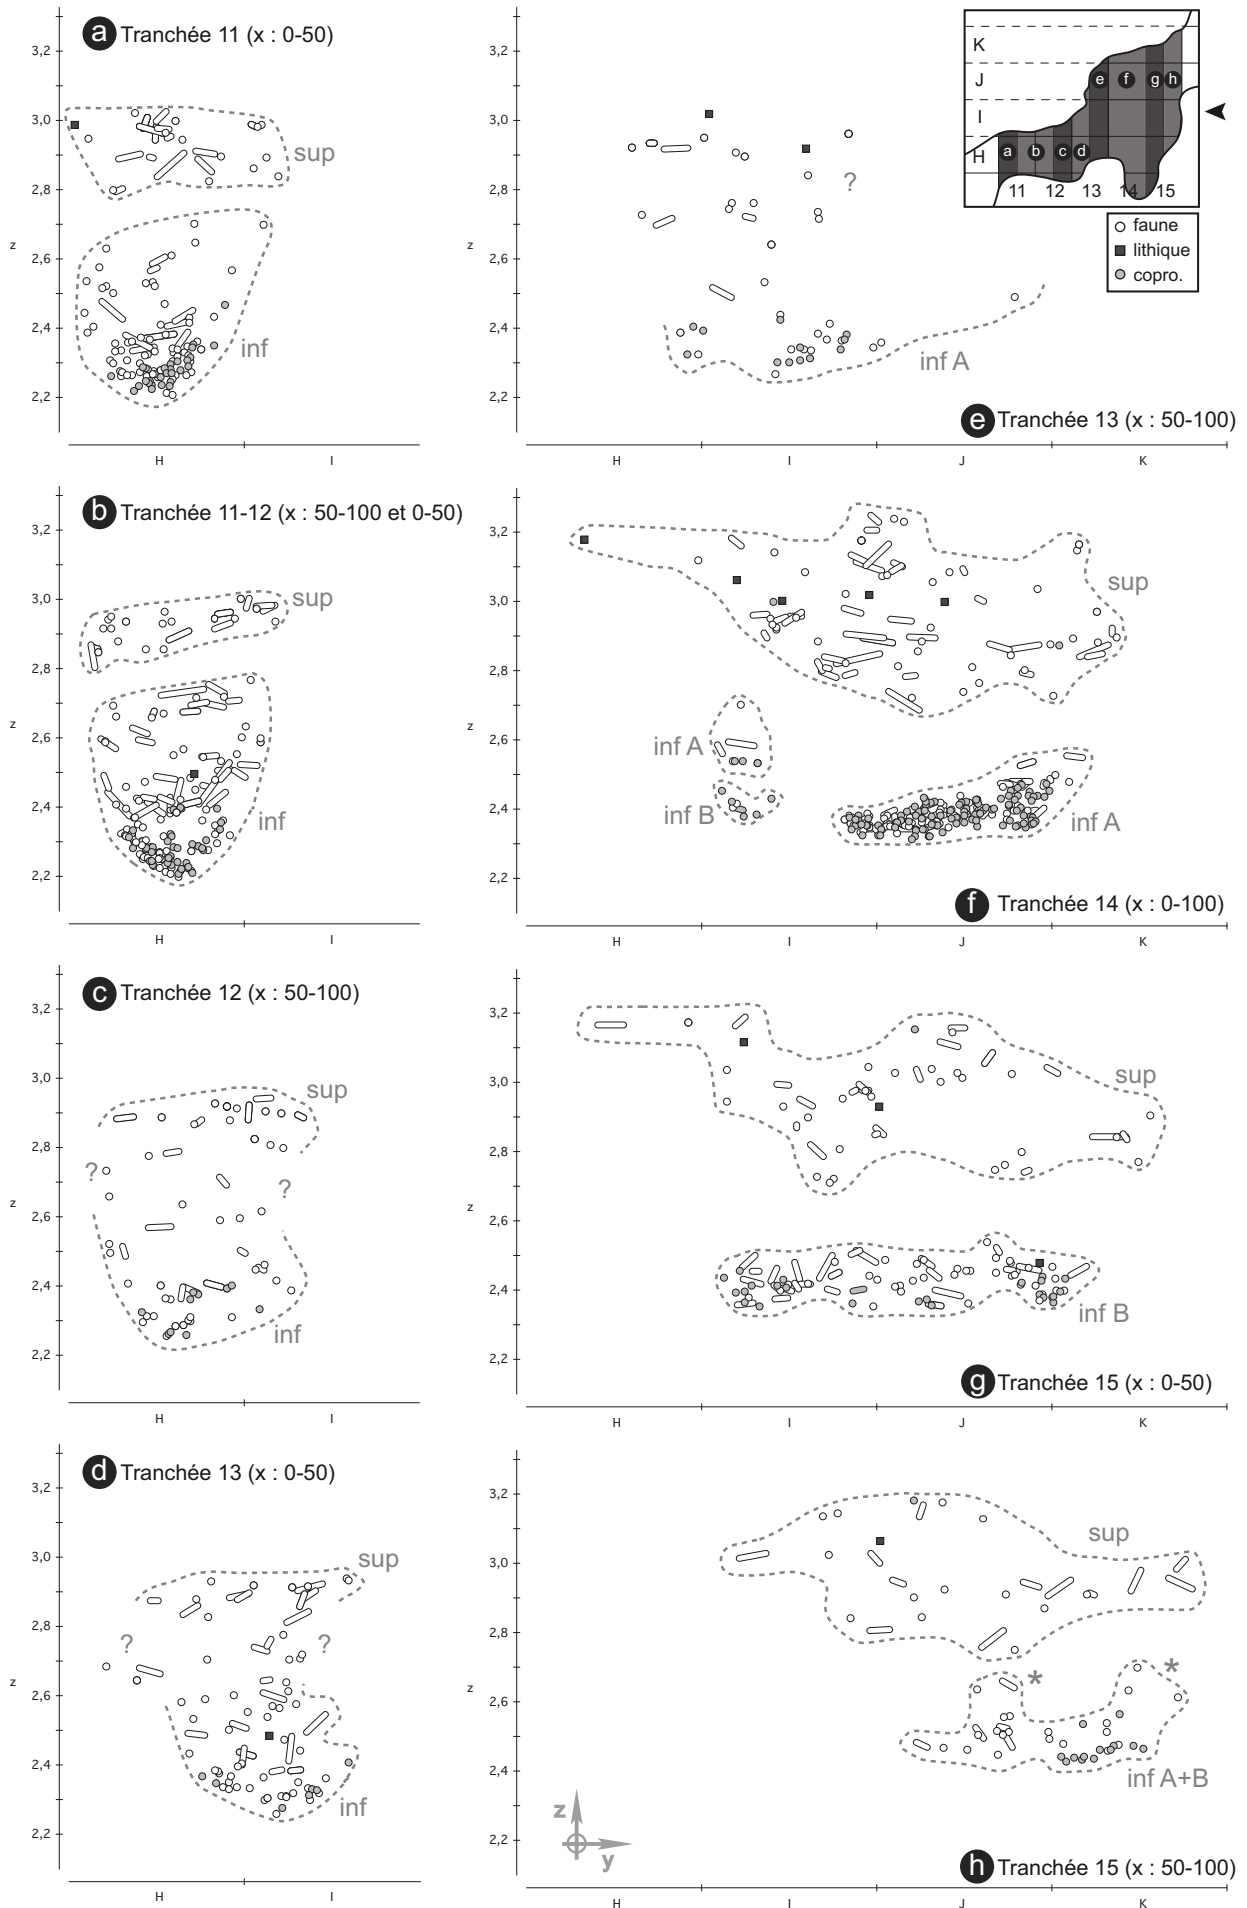 a Tranchée 11 (x : 0-50)
3,2
3,0
2,8
z
2,6
2,4
2,2
sup
inf
H I
z
3,2
3,0
2,8
2,6
2,4
2,2
?
inf A
e Tranchée 13 (x : 50-100)
H I J K
K
J
I
H
e f g h
a b c d
11 12 13 14 15
faune
lithique
copro.
b Tranchée 11-12 (x : 50-100 et 0-50)
3,2
3,0
2,8
z
2,6
2,4
2,2
sup
inf
H I
3,2
3,0
2,8
z
2,6
2,4
2,2
sup
inf A
inf B
inf A
f Tranchée 14 (x : 0-100)
H I J K
c Tranchée 12 (x : 50-100)
3,2
3,0
2,8
z
2,6
2,4
2,2
sup
? ?
inf
H I
3,2
3,0
2,8
z
2,6
2,4
2,2
sup
inf B
g Tranchée 15 (x : 0-50)
H I J K
d Tranchée 13 (x : 0-50)
3,2
3,0
2,8
z
2,6
2,4
2,2
sup
? ?
inf
H I
3,2
3,0
2,8
z
2,6
2,4
2,2
sup
* *
inf A+B
z
y
h Tranchée 15 (x : 50-100)
H I J K